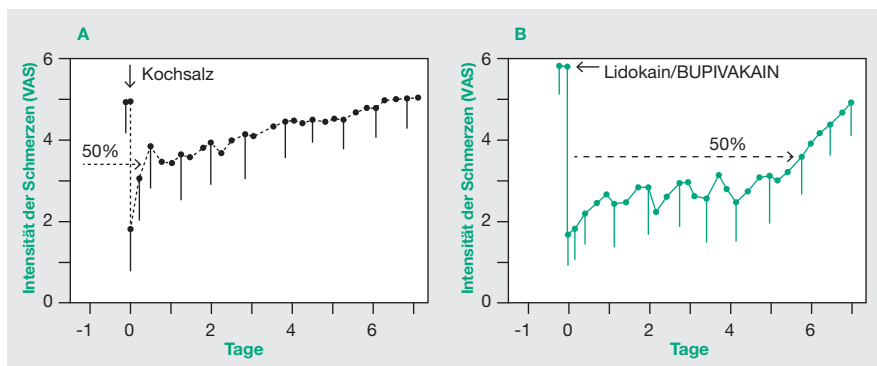 A
Intensität der Schmerzen (VAS)
6
4
2
0
Kochsalz
50%
-1
0
2
4
6
Tage
B
Intensität der Schmerzen (VAS)
6
4
2
0
Lidokain/BUPIVAKAIN
50%
-1
0
2
4
6
Tage